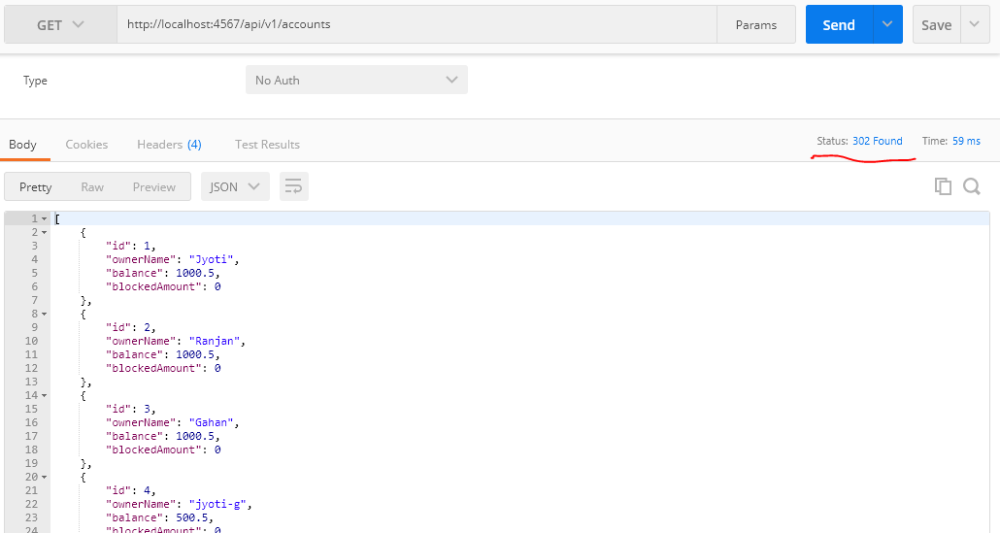 GET http://localhost:4567/api/v1/accounts Params Send Save
Type No Auth
Body Cookies Headers (4) Test Results Status: 302 Found Time: 59 ms
Pretty Raw Preview JSON
1 [
2 {
3 "id": 1,
4 "ownerName": "Jyoti",
5 "balance": 1000.5,
6 "blockedAmount": 0
7 },
8 {
9 "id": 2,
10 "ownerName": "Ranjan",
11 "balance": 1000.5,
12 "blockedAmount": 0
13 },
14 {
15 "id": 3,
16 "ownerName": "Gahan",
17 "balance": 1000.5,
18 "blockedAmount": 0
19 },
20 {
21 "id": 4,
22 "ownerName": "jyoti-g",
23 "balance": 500.5,
24 "blockedAmount": 0